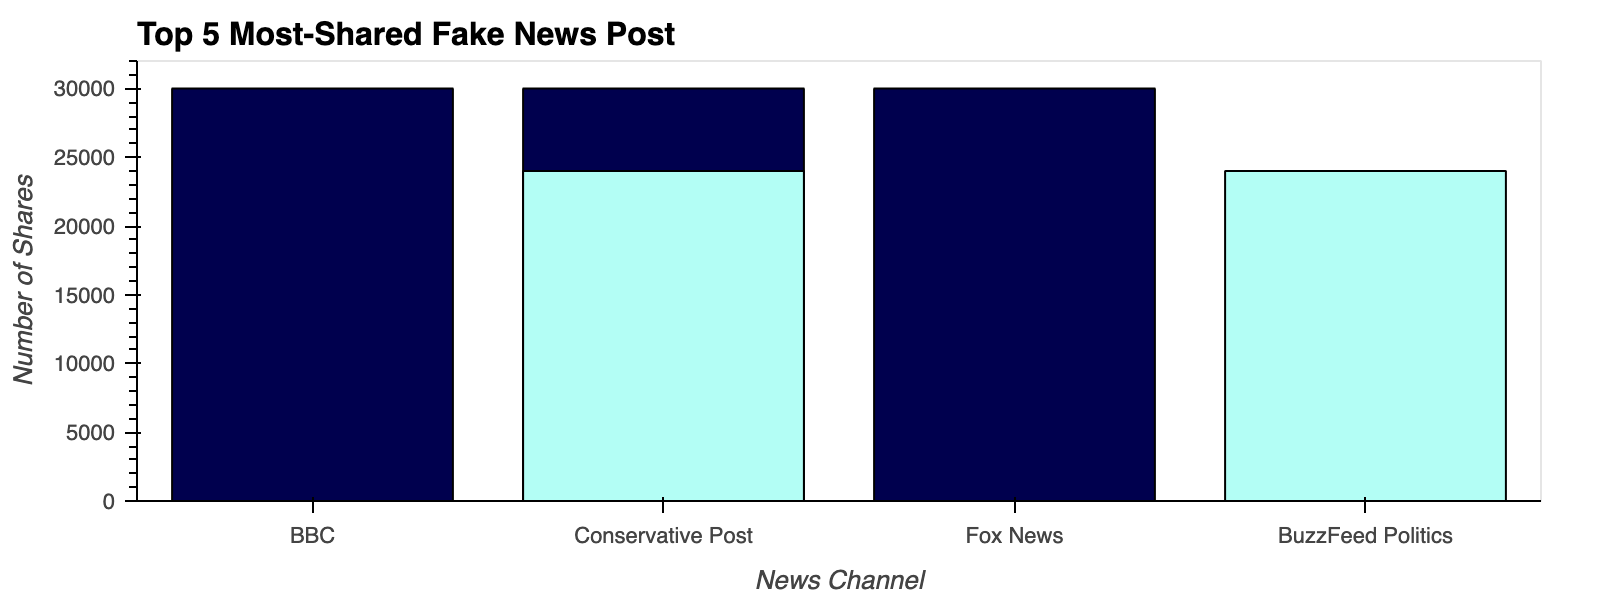 Top 5 Most-Shared Fake News Post
Number of Shares
30000
25000
20000
15000
10000
5000
0
BBC Conservative Post Fox News BuzzFeed Politics
News Channel